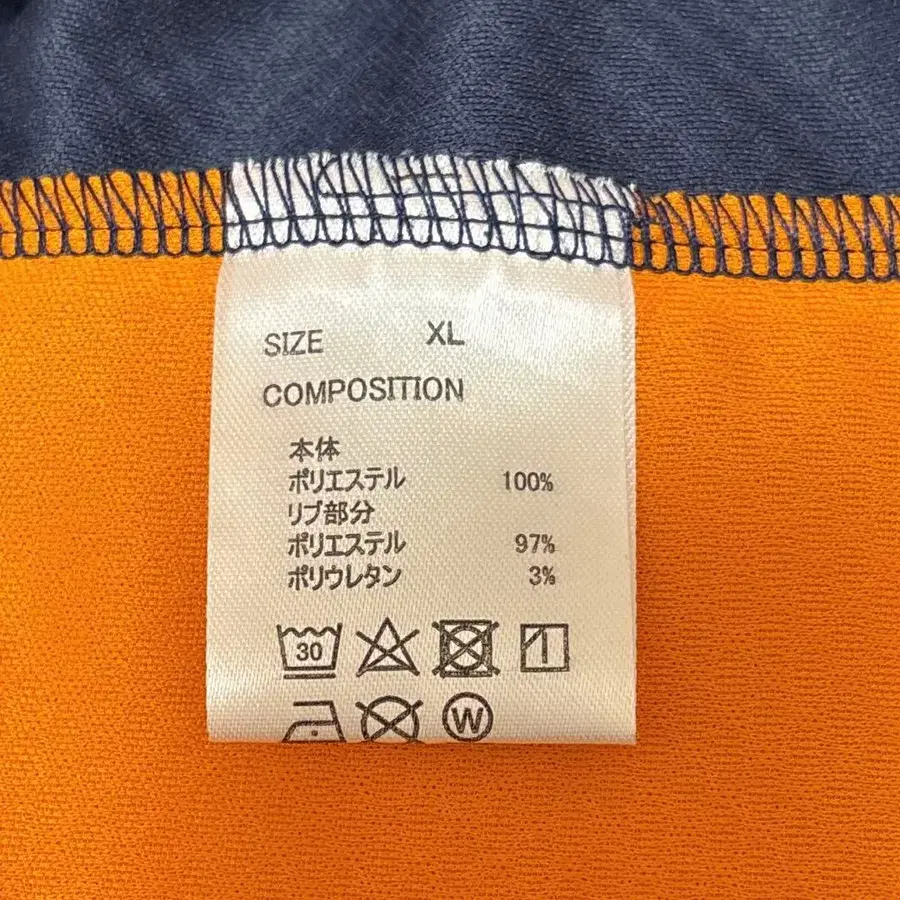 SIZE XL
COMPOSITION
本体
ポリエステル 100%
リブ部分
ポリエステル 97%
ポリウレタン 3%
30
W